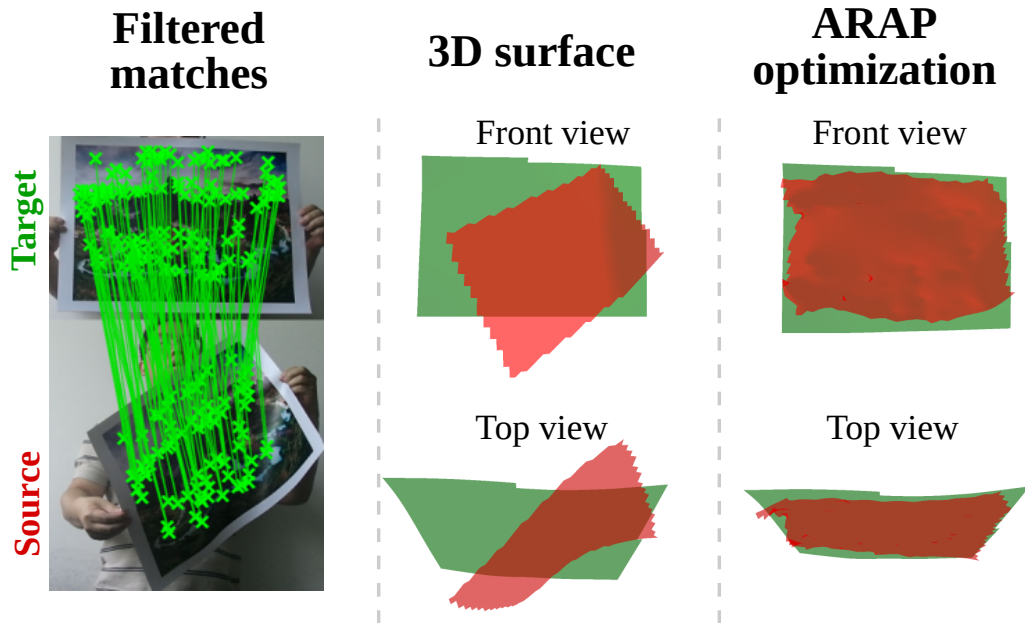 Filtered
matches
3D surface
ARAP
optimization
Front view
Front view
Target
Source
Top view
Top view